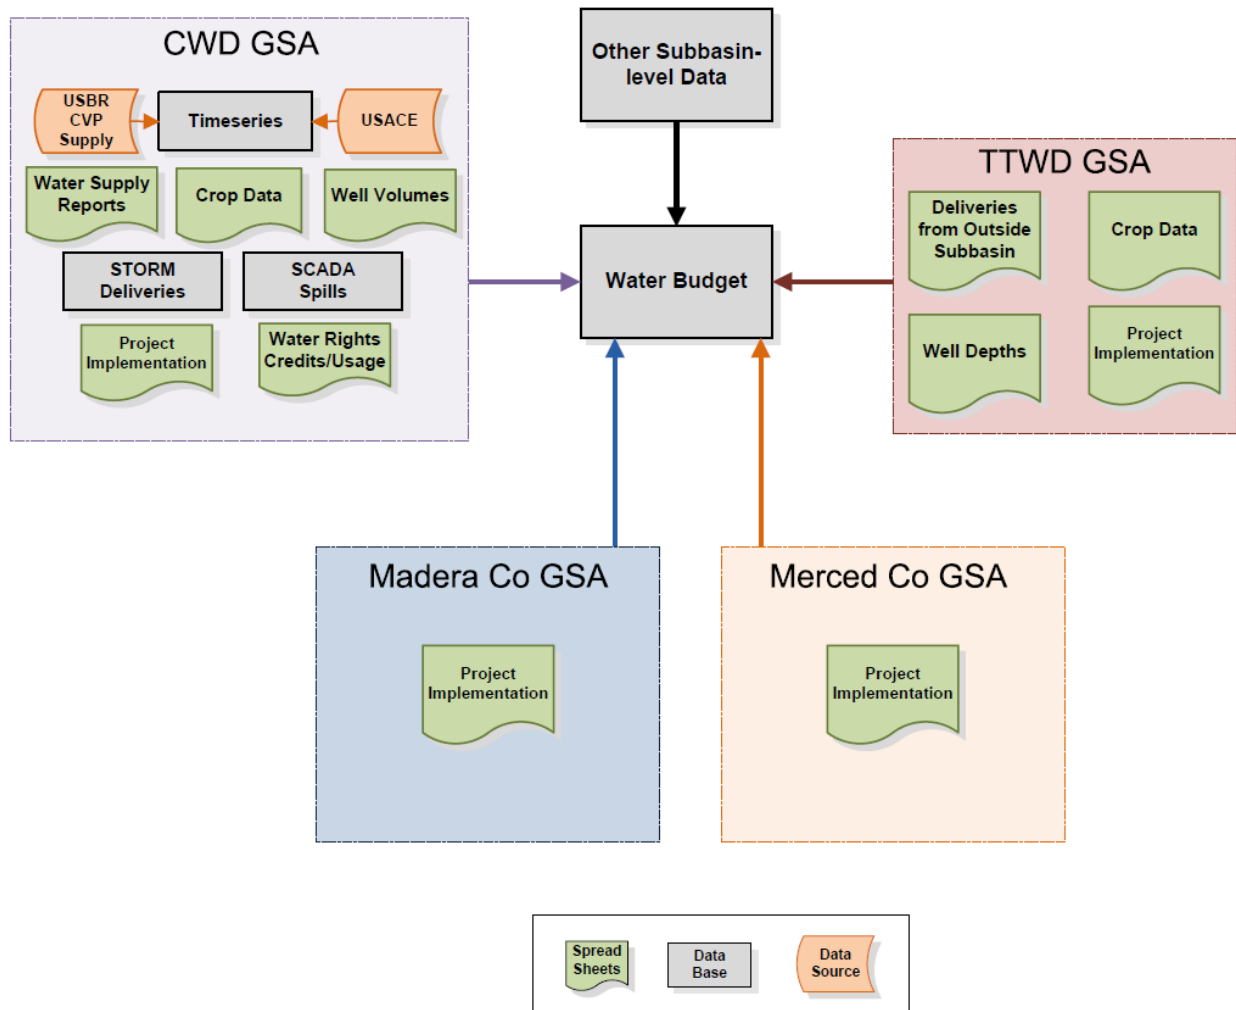 CWD GSA
USBR
CVP
Supply
Timeseries
USACE
Water Supply
Reports
Crop Data
Well Volumes
STORM
Deliveries
SCADA
Spills
Project
Implementation
Water Rights
Credits/Usage
Other Subbasin-
level Data
Water Budget
TTWD GSA
Deliveries
from Outside
Subbasin
Crop Data
Well Depths
Project
Implementation
Madera Co GSA
Project
Implementation
Merced Co GSA
Project
Implementation
Spread
Sheets
Data
Base
Data
Source